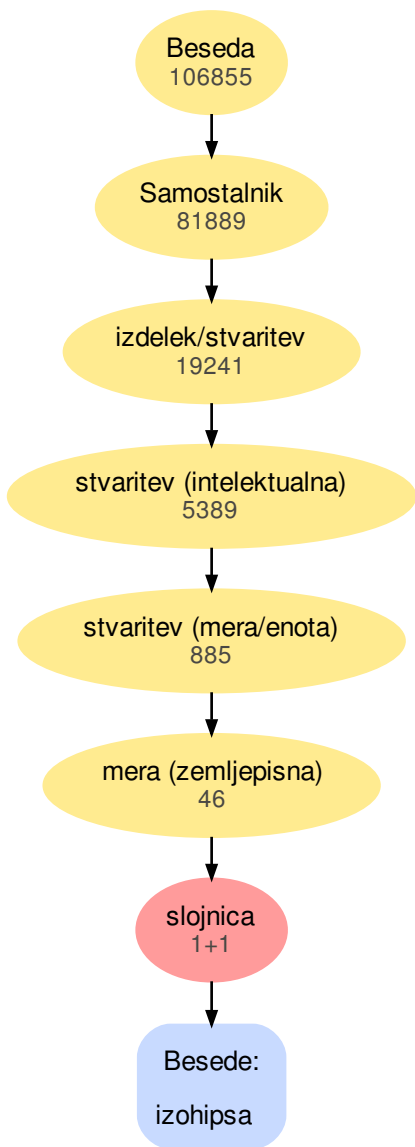 Beseda
106855
Samostalnik
81889
izdelek/stvaritev
19241
stvaritev (intelektualna)
5389
stvaritev (mera/enota)
885
mera (zemljepisna)
46
slojnica
1+1
Besede:
izohipsa